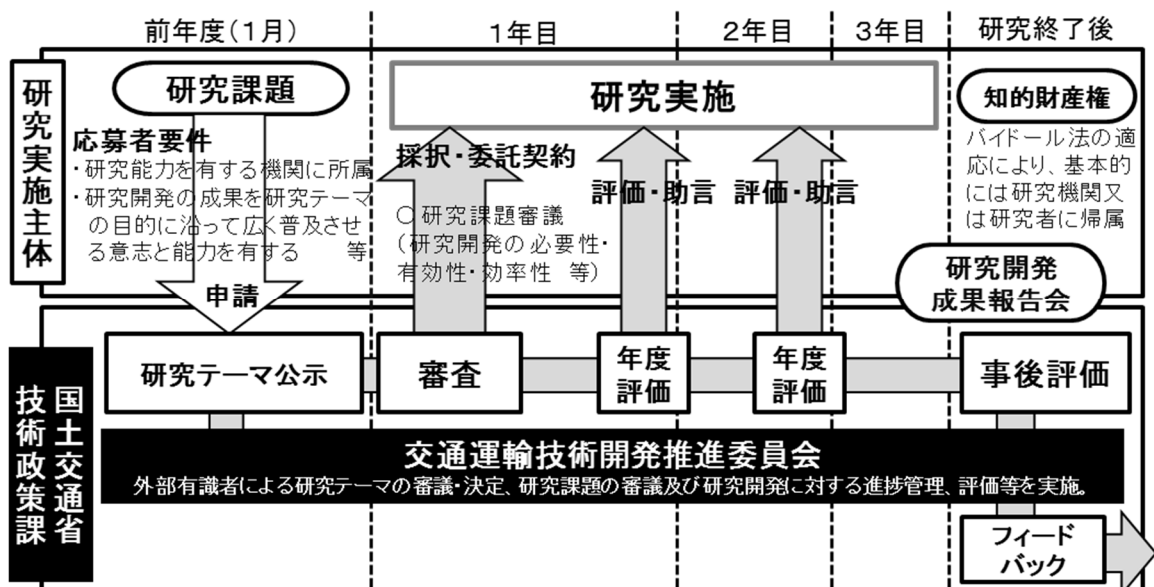 前年度(1月)
1年目
2年目
3年目
研究終了後
研究実施主体
研究課題
応募者要件
・研究能力を有する機関に所属
・研究開発の成果を研究テーマ
の目的に沿って広く普及させ
る意志と能力を有する 等
申請
研究実施
採択・委託契約
○研究課題審議
(研究開発の必要性・
有効性・効率性 等)
評価・助言
評価・助言
知的財産権
バイドール法の適
応により、基本的
には研究機関又
は研究者に帰属
研究開発
成果報告会
国土交通省
技術政策課
研究テーマ公示
審査
年度
評価
年度
評価
事後評価
交通運輸技術開発推進委員会
外部有識者による研究テーマの審議・決定、研究課題の審議及び研究開発に対する進捗管理、評価等を実施。
フィード
バック